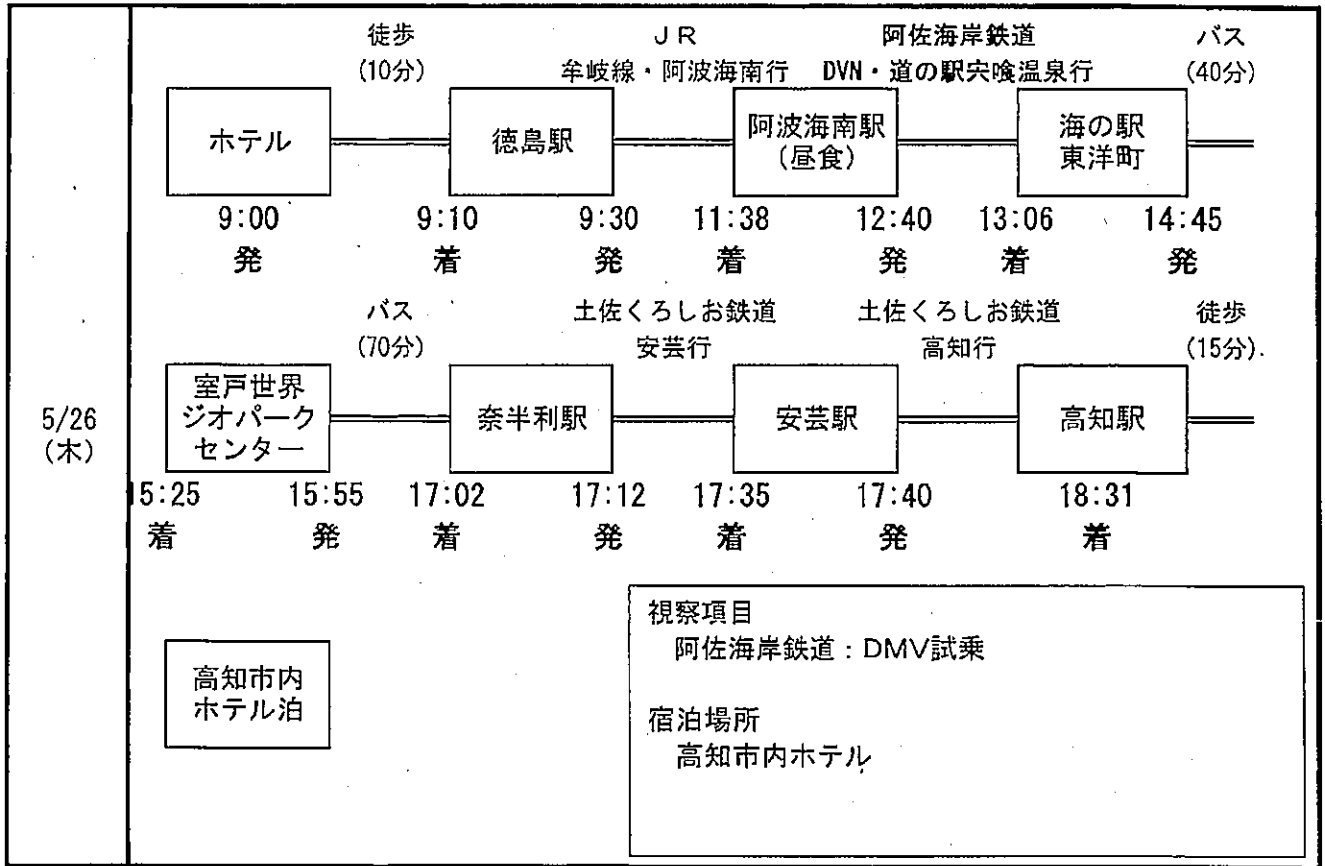 徒歩 JR 阿佐海岸鉄道 バス
(10分) 牟岐線・阿波海南行 DVN・道の駅宍喰温泉行 (40分)
ホテル 徳島駅 阿波海南駅 海の駅
(昼食) 東洋町
9:00 9:10 9:30 11:38 12:40 13:06 14:45
発 着 発 着 発 着 発
バス 土佐くろしお鉄道 土佐くろしお鉄道 徒歩
(70分) 安芸行 高知行 (15分)
5/26
(木)
室戸世界
ジオパーク
センター
奈半利駅 安芸駅 高知駅
15:25 15:55 17:02 17:12 17:35 17:40 18:31
着 発 着 発 着 発 着
高知市内
ホテル泊
視察項目
阿佐海岸鉄道：DMV試乗
宿泊場所
高知市内ホテル